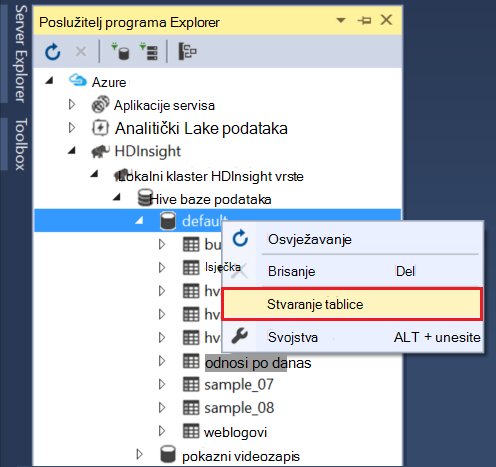 Server Explorer
Toolbox
Poslužitelj programa Explorer
Azure
Aplikacije servisa
Analitički Lake podataka
HDInsight
Lokalni klaster HDInsight vrste
Hive baze podataka
default
bu
Isječka
hv
hv
hv
odnosi po danas
sample_07
sample_08
weblogovi
pokazni videozapis
Osvježavanje
Brisanje Del
Stvaranje tablice
Svojstva ALT + unesite